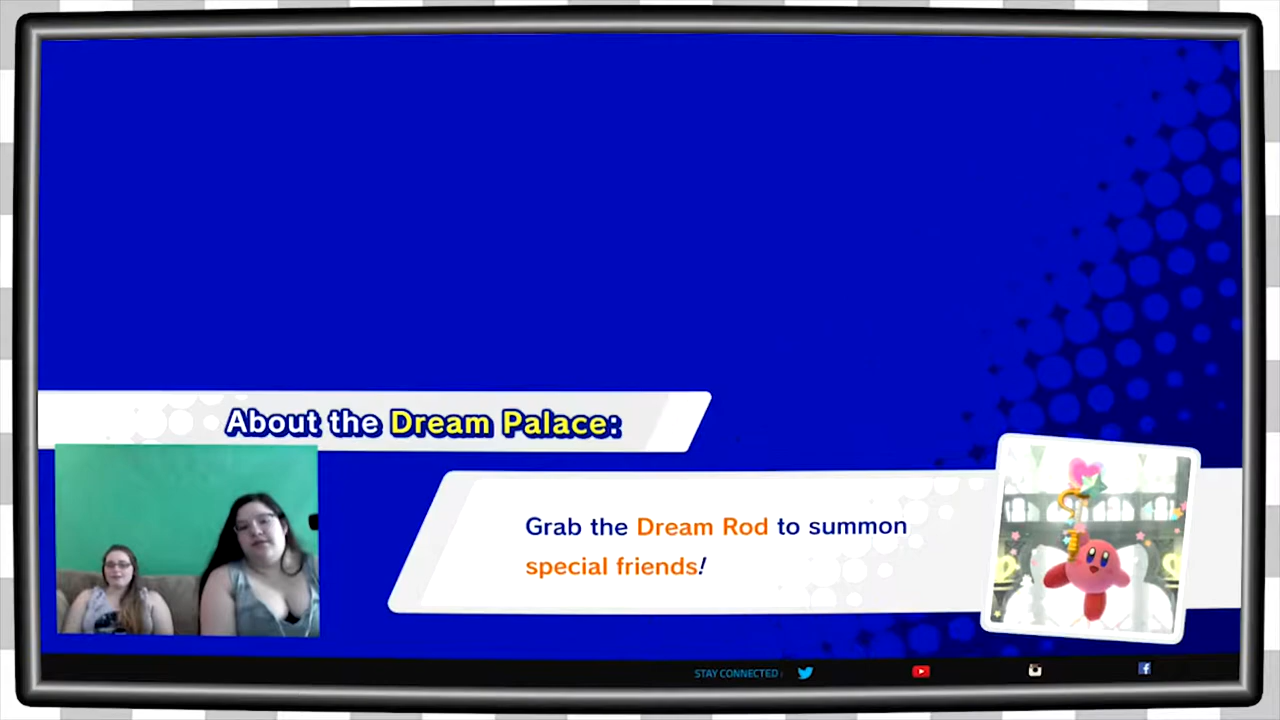 About the Dream Palace:
Grab the Dream Rod to summon
special friends!
STAY CONNECTED :